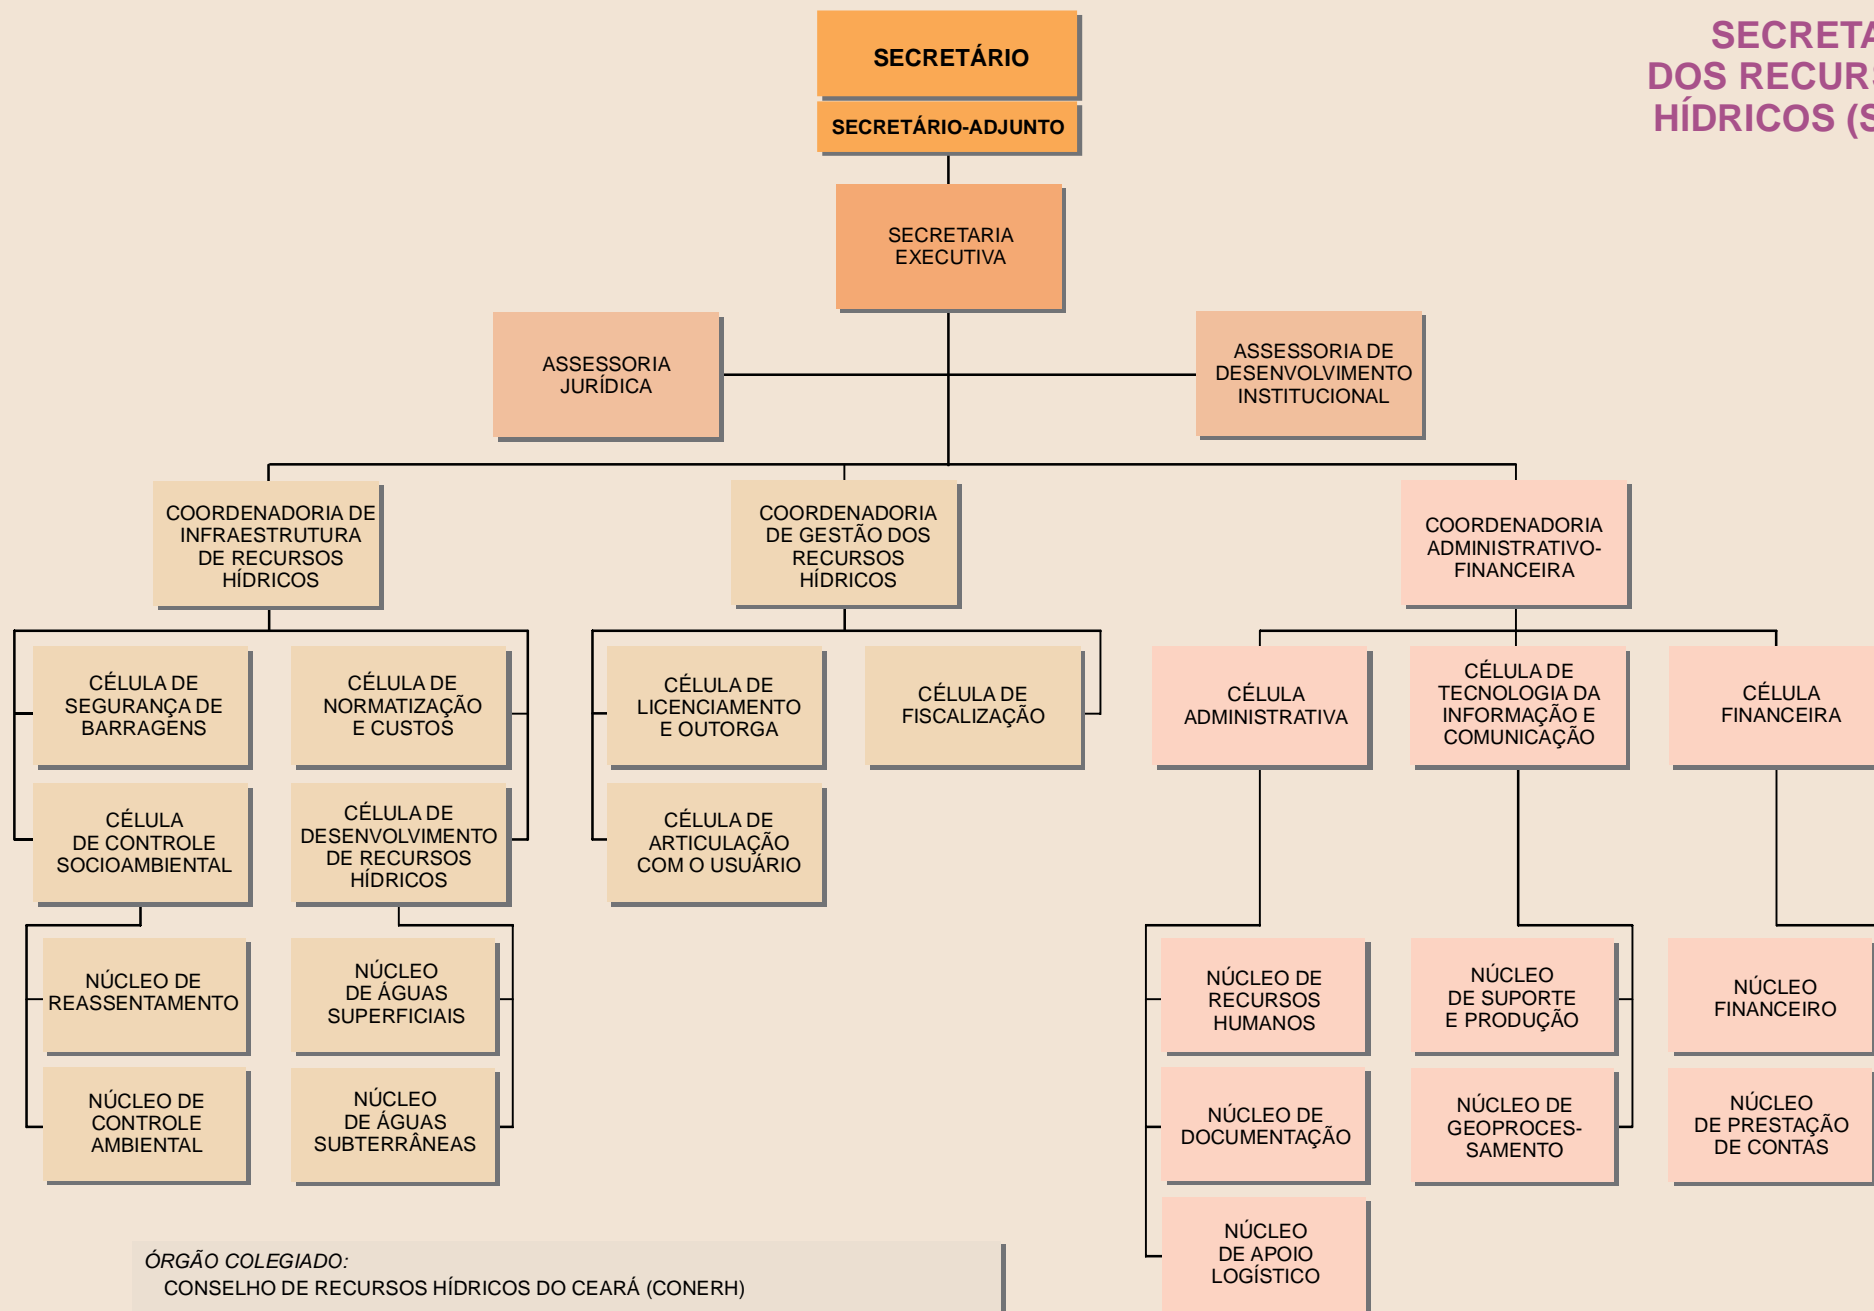 SECRETÁRIO
SECRETÁRIO-ADJUNTO
DOS
HÍDRICOS
SECRETARIA
EXECUTIVA
ASSESSORIA
JURÍDICA
ASSESSORIA DE
DESENVOLVIMENTO
INSTITUCIONAL
COORDENADORIA DE
INFRAESTRUTURA
DE RECURSOS
HÍDRICOS
COORDENADORIA
DE GESTÃO DOS
RECURSOS
HÍDRICOS
COORDENADORIA
ADMINISTRATIVO-
FINANCEIRA
CÉLULA DE
SEGURANÇA DE
BARRAGENS
CÉLULA DE
NORMATIZAÇÃO
E CUSTOS
CÉLULA DE
LICENCIAMENTO
E OUTORGA
CÉLULA DE
FISCALIZAÇÃO
CÉLULA
ADMINISTRATIVA
CÉLULA DE
TECNOLOGIA DA
INFORMAÇÃO E
COMUNICAÇÃO
CÉLULA
FINANCEIRA
CÉLULA
DE CONTROLE
SOCIOAMBIENTAL
CÉLULA DE
DESENVOLVIMENTO
DE RECURSOS
HÍDRICOS
CÉLULA DE
ARTICULAÇÃO
COM O USUÁRIO
NÚCLEO DE
REASSENTAMENTO
NÚCLEO
DE ÁGUAS
SUPERFICIAIS
NÚCLEO DE
RECURSOS
HUMANOS
NÚCLEO
DE SUPORTE
E PRODUÇÃO
NÚCLEO
FINANCEIRO
NÚCLEO DE
CONTROLE
AMBIENTAL
NÚCLEO
DE ÁGUAS
SUBTERRÂNEAS
NÚCLEO DE
DOCUMENTAÇÃO
NÚCLEO DE
GEOPROCES-
SAMENTO
NÚCLEO
DE PRESTAÇÃO
DE CONTAS
NÚCLEO
DE APOIO
LOGÍSTICO
ÓRGÃO COLEGIADO:
CONSELHO DE RECURSOS HÍDRICOS DO CEARÁ (CONERH)